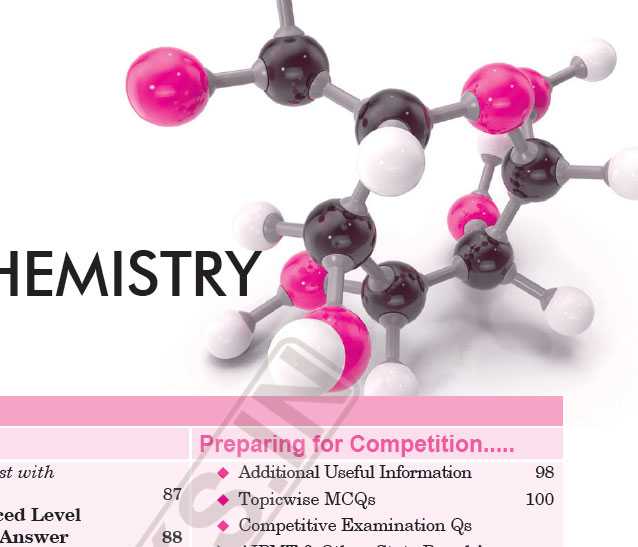 HEMISTRY
Preparing for Competition.....
st with
Additional Useful Information 98
87
Topicwise MCQs 100
ced Level
Competitive Examination Qs
Answer 88
S.IN